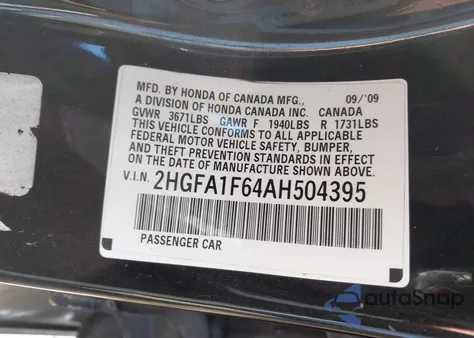 MFD. BY HONDA OF CANADA MFG., 09/'09
A DIVISION OF HONDA CANADA INC. CANADA
GVWR 3671LBS GAWR F 1940LBS R 1731LBS
THIS VEHICLE CONFORMS TO ALL APPLICABLE
FEDERAL MOTOR VEHICLE SAFETY, BUMPER,
AND THEFT PREVENTION STANDARDS IN EFFECT
ON THE DATE OF MANUFACTURE SHOWN ABOVE.
V.I.N. 2HGFA1F64AH504395
PASSENGER CAR
autaSnap